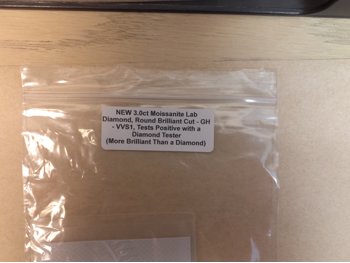 NEW 3.0ct Moissanite Lab
Diamond, Round Brilliant Cut - GH
- VVS1, Tests Positive with a
Diamond Tester
(More Brilliant Than a Diamond)